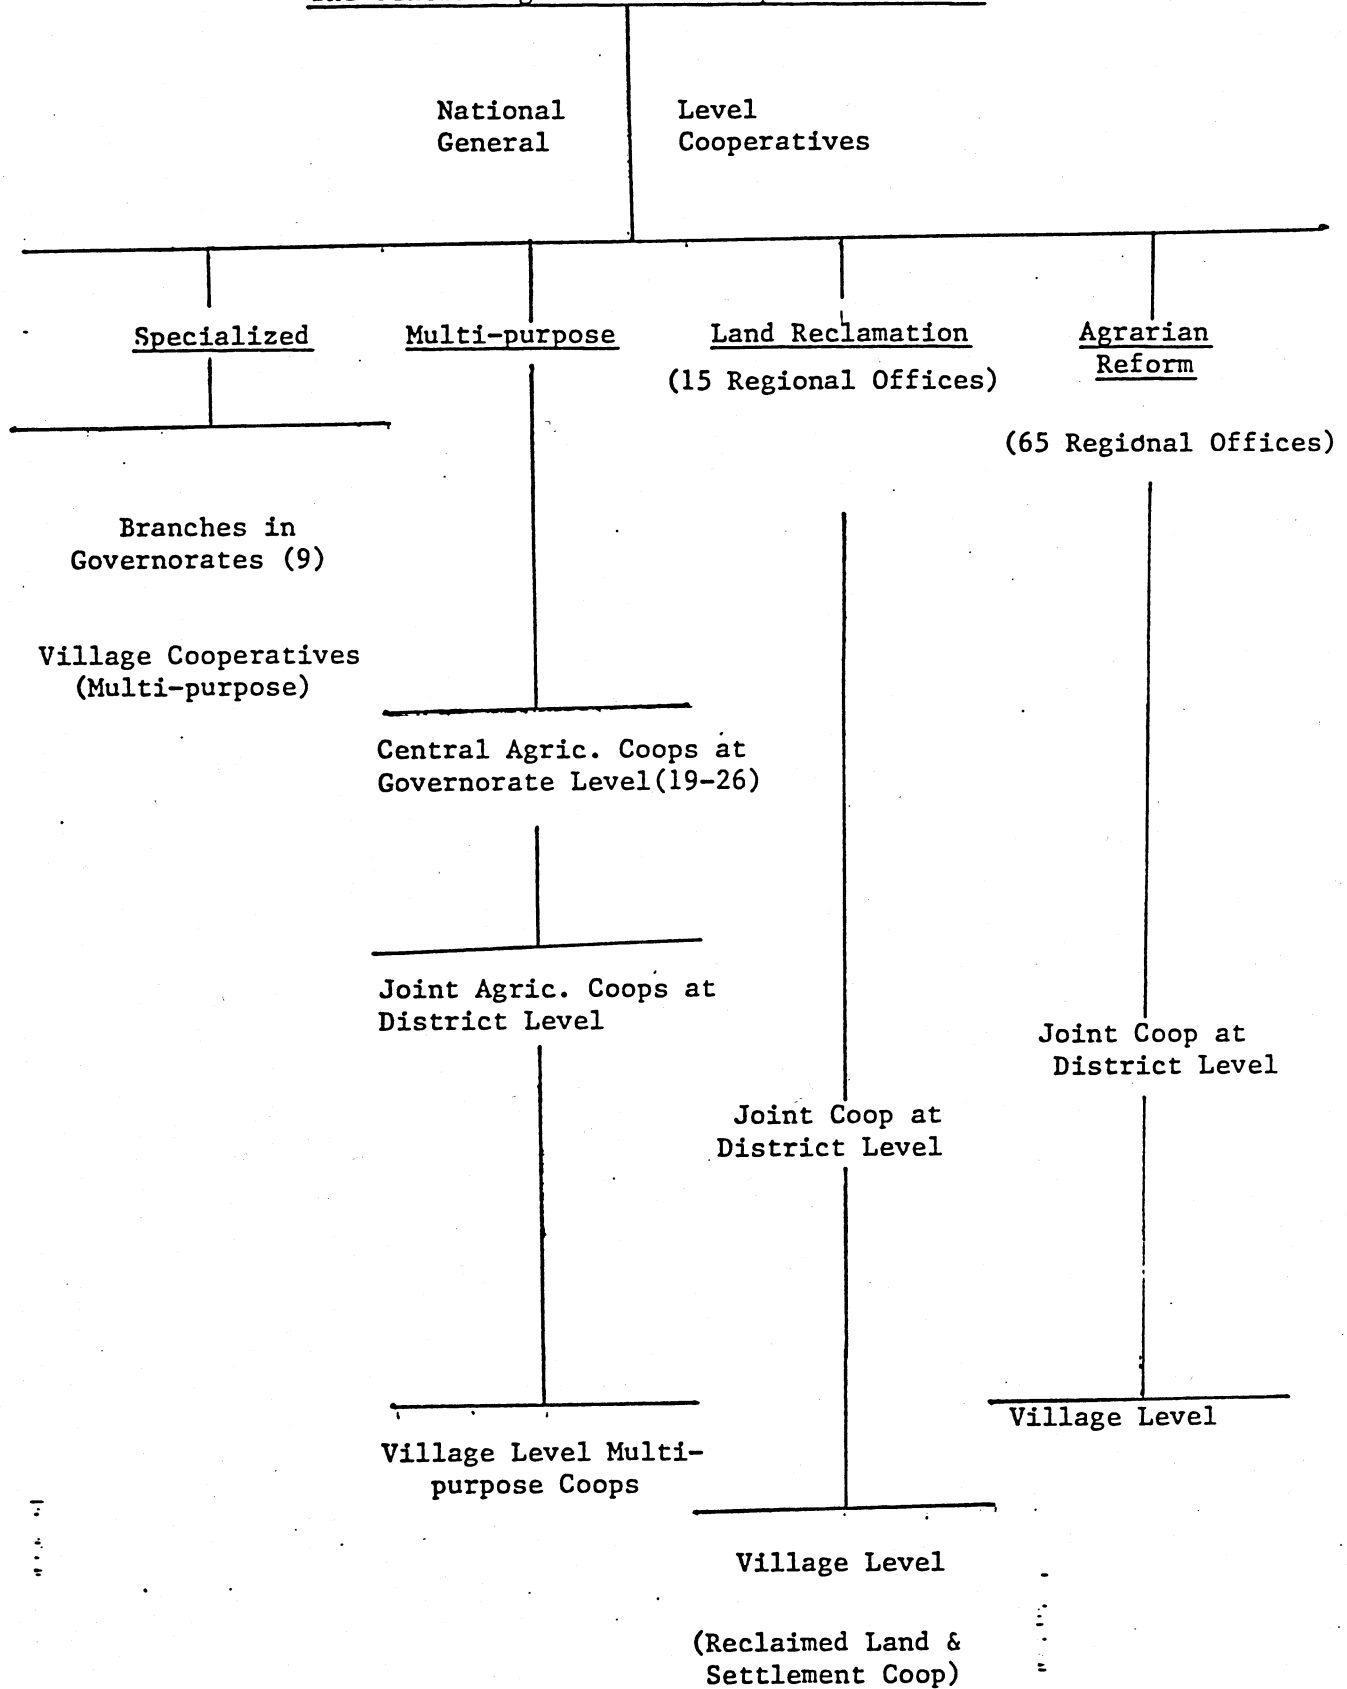 National Level
General Cooperatives
Specialized
Multi-purpose
Land Reclamation
(15 Regional Offices)
Agrarian
Reform
(65 Regional Offices)
Branches in
Governorates (9)
Village Cooperatives
(Multi-purpose)
Central Agric. Coops at
Governorate Level(19-26)
Joint Agric. Coops at
District Level
Village Level Multi-
purpose Coops
Joint Coop at
District Level
Village Level
(Reclaimed Land &
Settlement Coop)
Joint Coop at
District Level
Village Level